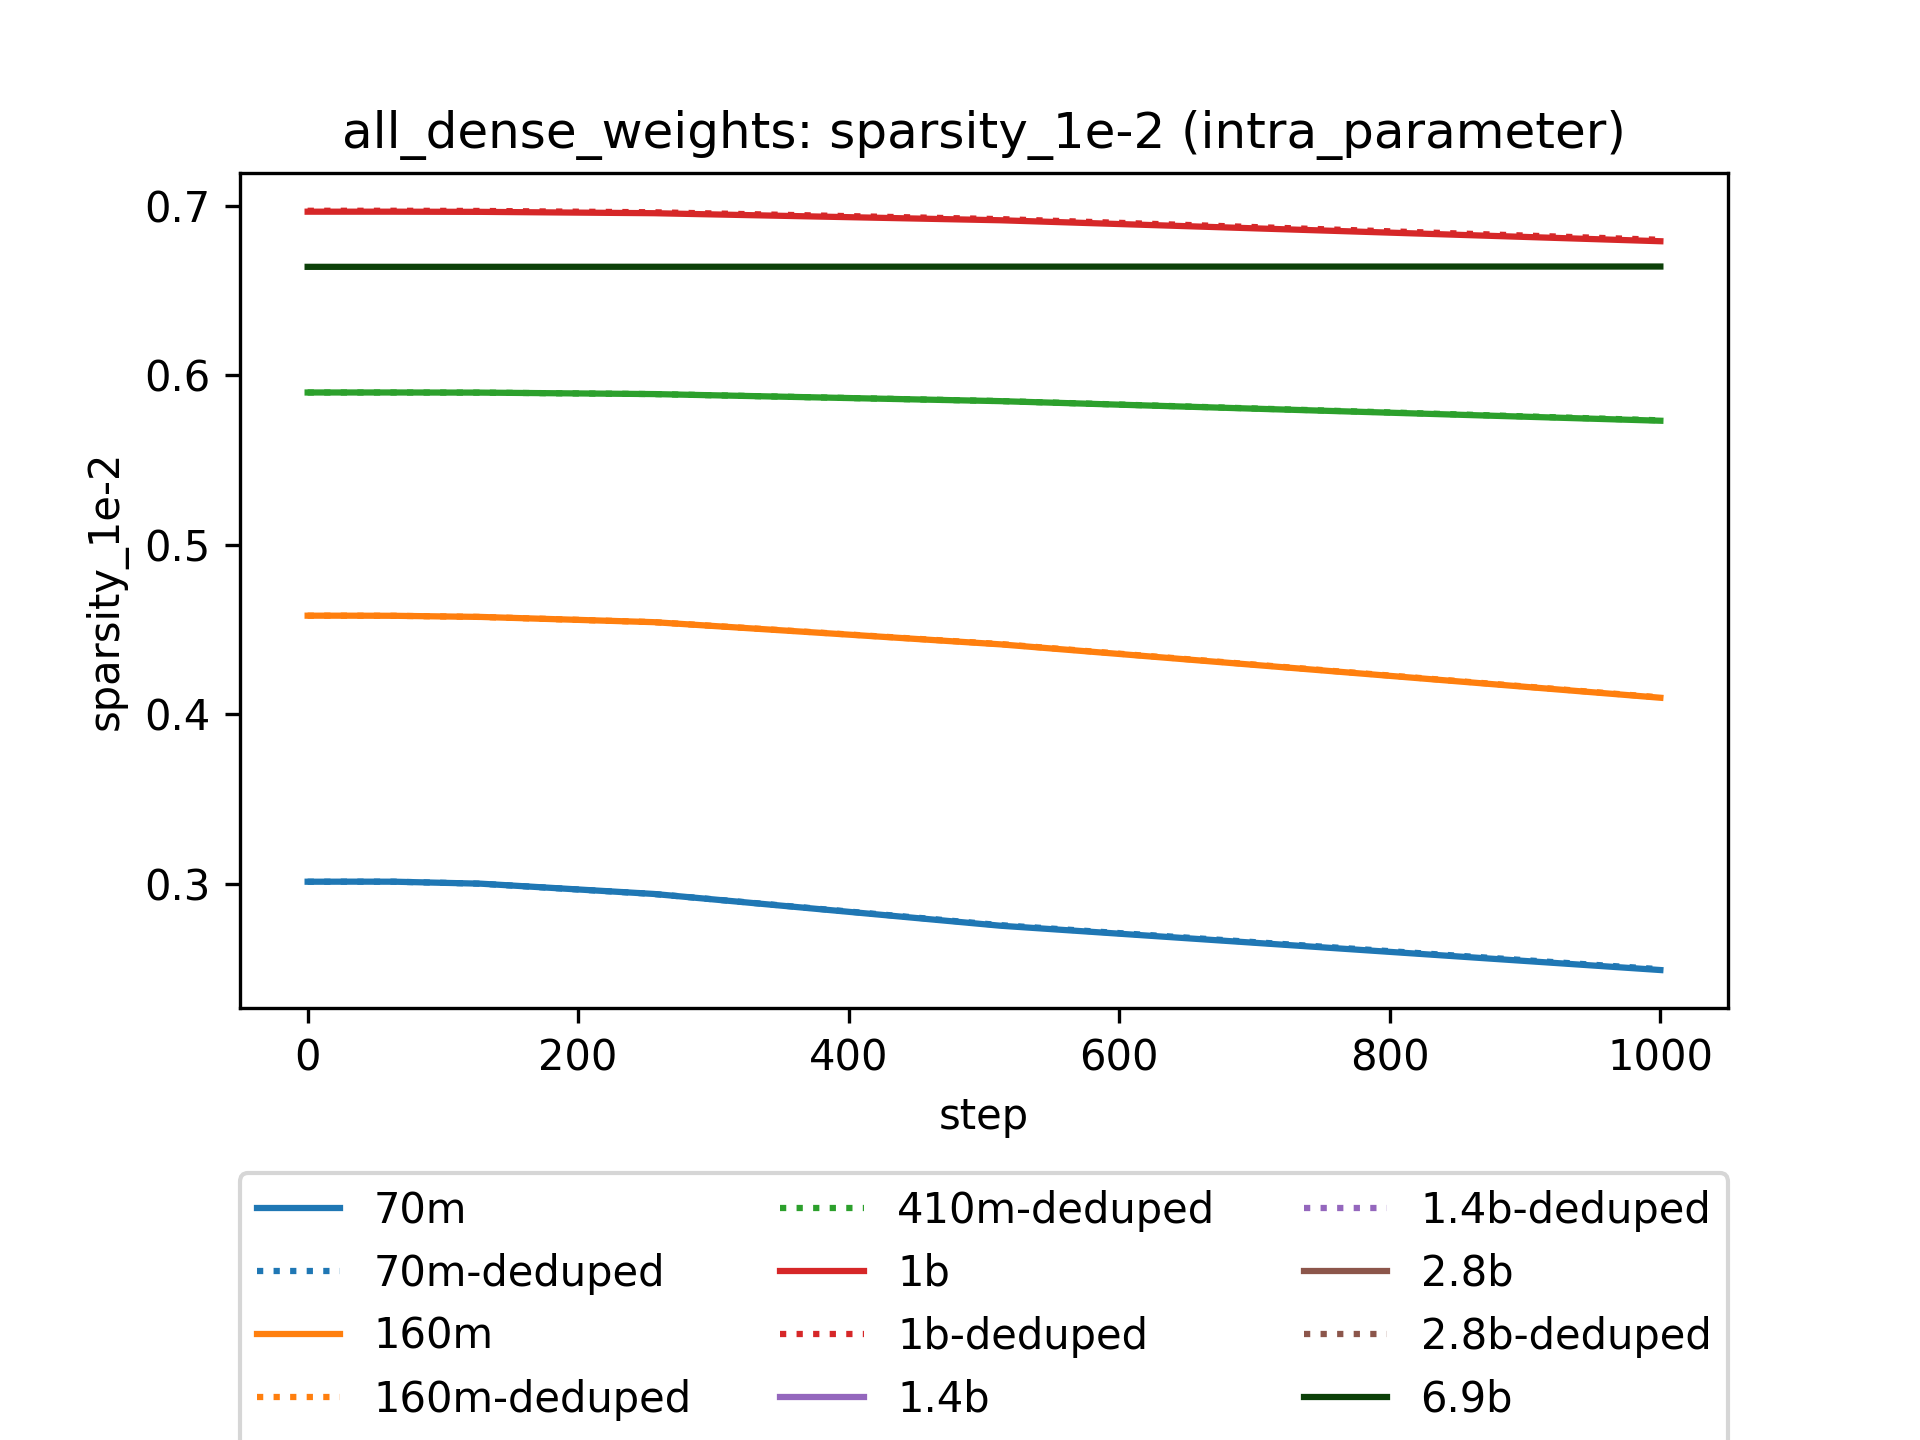 all_dense_weights: sparsity_1e-2 (intra_parameter)
sparsity_1e-2
0.7
0.6
0.5
0.4
0.3
0 200 400 600 800 1000
step
70m 410m-deduped 1.4b-deduped
70m-deduped 1b 2.8b
160m 1b-deduped 2.8b-deduped
160m-deduped 1.4b 6.9b